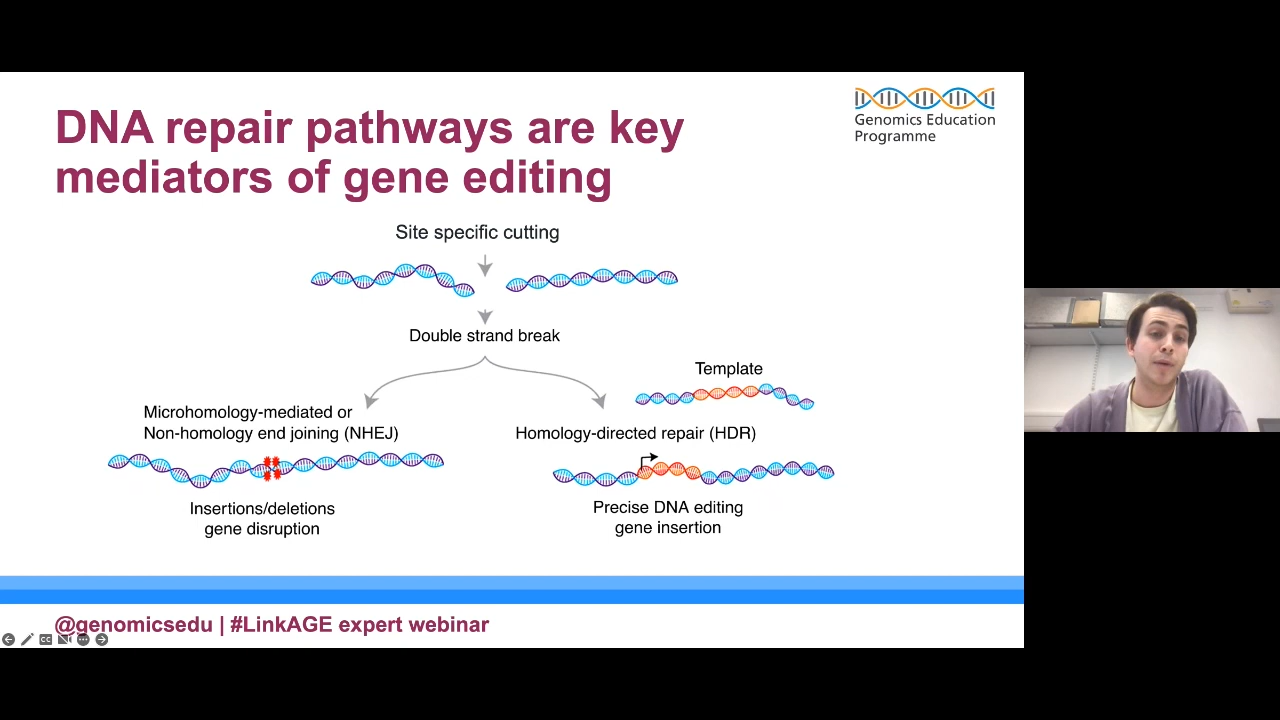 DNA repair pathways are key
mediators of gene editing
Genomics Education
Programme
Site specific cutting
Double strand break
Template
Microhomology-mediated or
Non-homology end joining (NHEJ)
Homology-directed repair (HDR)
Insertions/deletions
gene disruption
Precise DNA editing
gene insertion
@genomicsedu | #LinkAGE expert webinar
CC